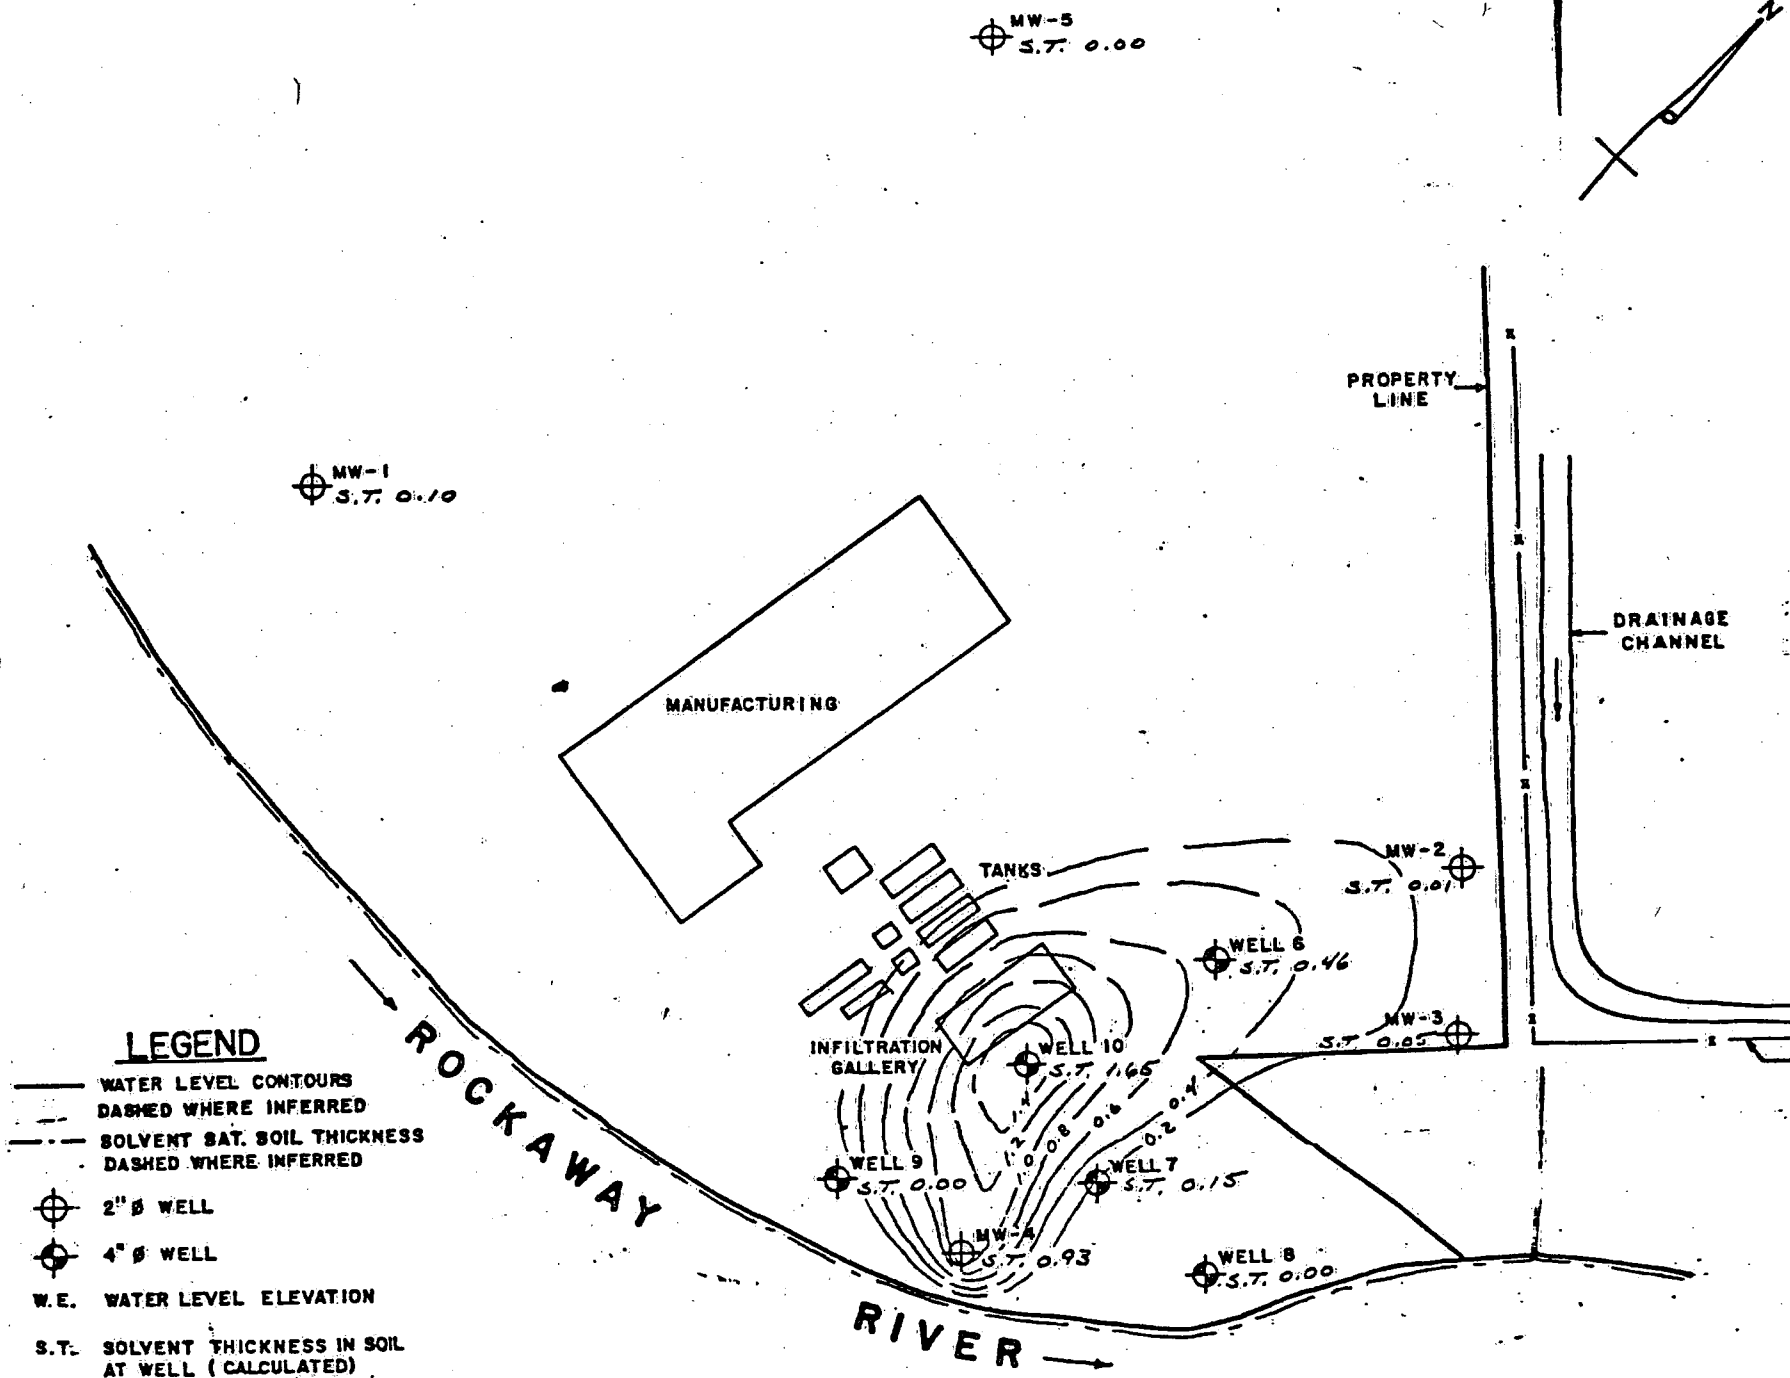 N
MW-5
S.T. 0.00
PROPERTY
LINE
MW-1
S.T. 0.10
DRAINAGE
CHANNEL
MANUFACTURING
TANKS
MW-2
S.T. 0.01
WELL 6
S.T. 0.46
MW-3
S.T. 0.05
INFILTRATION
GALLERY
WELL 10
S.T. 1.65
1.4
1.2
1.0
0.8
0.6
0.4
0.2
WELL 9
S.T. 0.00
WELL 7
S.T. 0.15
MW-4
S.T. 0.93
WELL 8
S.T. 0.00
ROCKAWAY
RIVER
LEGEND
WATER LEVEL CONTOURS
DASHED WHERE INFERRED
SOLVENT SAT. SOIL THICKNESS
DASHED WHERE INFERRED
2" Ø WELL
4" Ø WELL
W.E. WATER LEVEL ELEVATION
S.T. SOLVENT THICKNESS IN SOIL
AT WELL (CALCULATED)